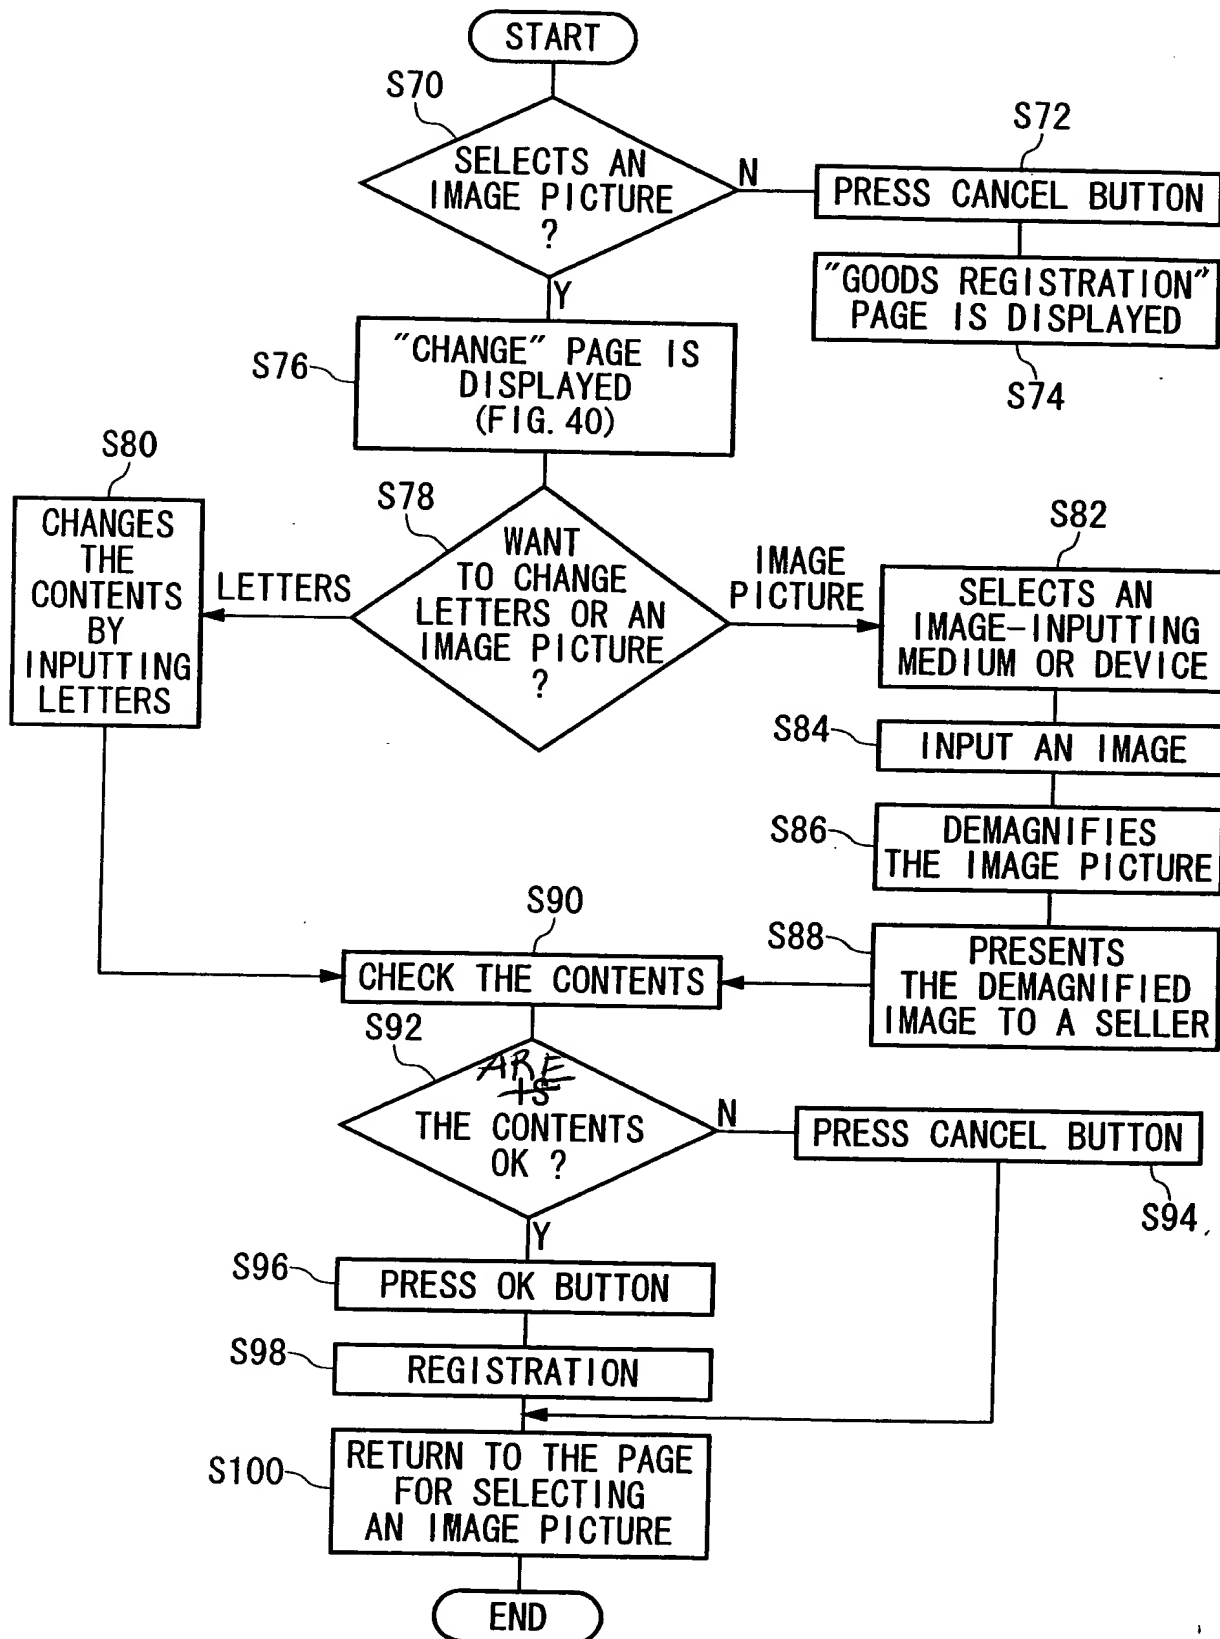 START
S70
SELECTS AN
IMAGE PICTURE
?
N
S72
PRESS CANCEL BUTTON
"GOODS REGISTRATION"
PAGE IS DISPLAYED
S74
Y
S76
"CHANGE" PAGE IS
DISPLAYED
(FIG. 40)
S80
CHANGES
THE
CONTENTS
BY
INPUTTING
LETTERS
LETTERS
S78
WANT
TO CHANGE
LETTERS OR AN
IMAGE PICTURE
?
IMAGE
PICTURE
S82
SELECTS AN
IMAGE-INPUTTING
MEDIUM OR DEVICE
S84
INPUT AN IMAGE
S86
DEMAGNIFIES
THE IMAGE PICTURE
S88
PRESENTS
THE DEMAGNIFIED
IMAGE TO A SELLER
S90
CHECK THE CONTENTS
S92
ARE
IS
THE CONTENTS
OK ?
N
PRESS CANCEL BUTTON
S94
Y
S96
PRESS OK BUTTON
S98
REGISTRATION
S100
RETURN TO THE PAGE
FOR SELECTING
AN IMAGE PICTURE
END